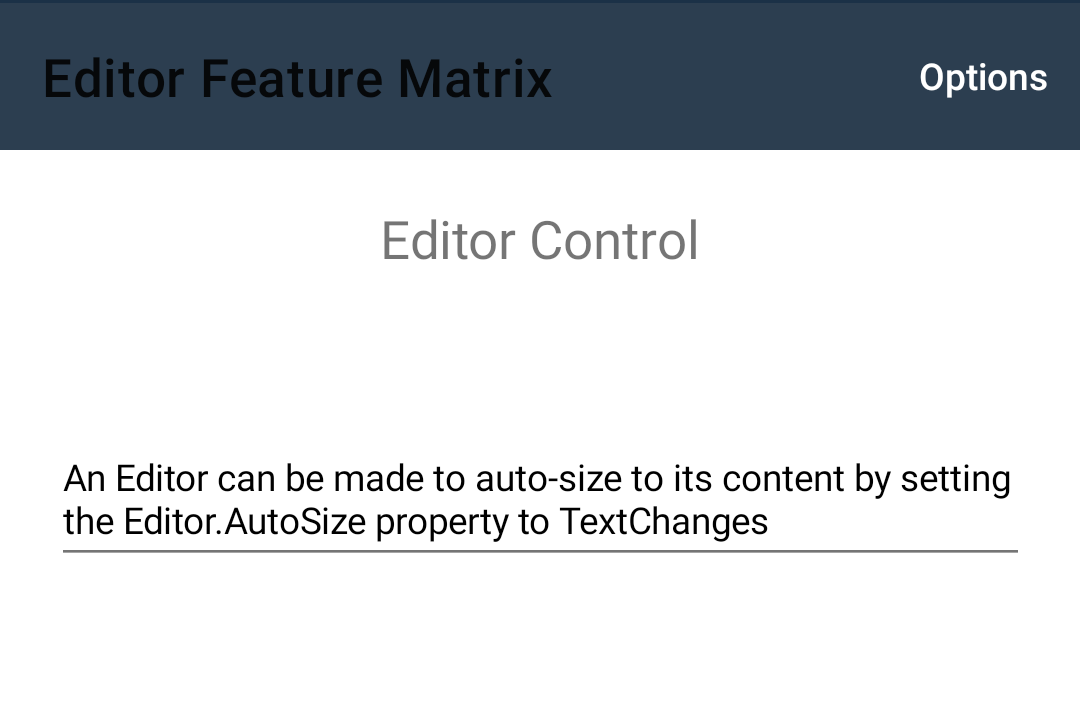 Editor Feature Matrix
Options
Editor Control
An Editor can be made to auto-size to its content by setting
the Editor.AutoSize property to TextChanges